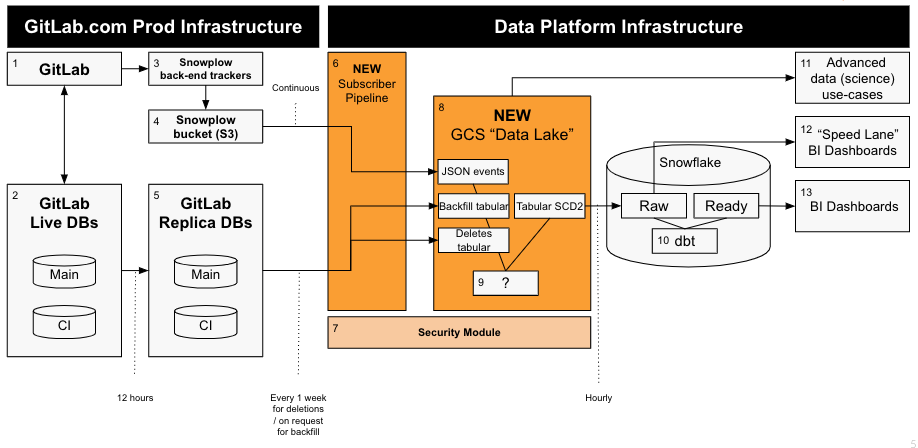 GitLab.com Prod Infrastructure
Data Platform Infrastructure
1
GitLab
3
Snowplow
back-end trackers
4
Snowplow
bucket (S3)
Continuous
2
GitLab
Live DBs
Main
CI
5
GitLab
Replica DBs
Main
CI
6
NEW
Subscriber
Pipeline
8
NEW
GCS “Data Lake”
JSON events
Backfill tabular
Tabular SCD2
Deletes
tabular
9
?
7
Security Module
Snowflake
Raw
Ready
10
dbt
11
Advanced
data (science)
use-cases
12
“Speed Lane”
BI Dashboards
13
BI Dashboards
12 hours
Every 1 week
for deletions
/ on request
for backfill
Hourly
5